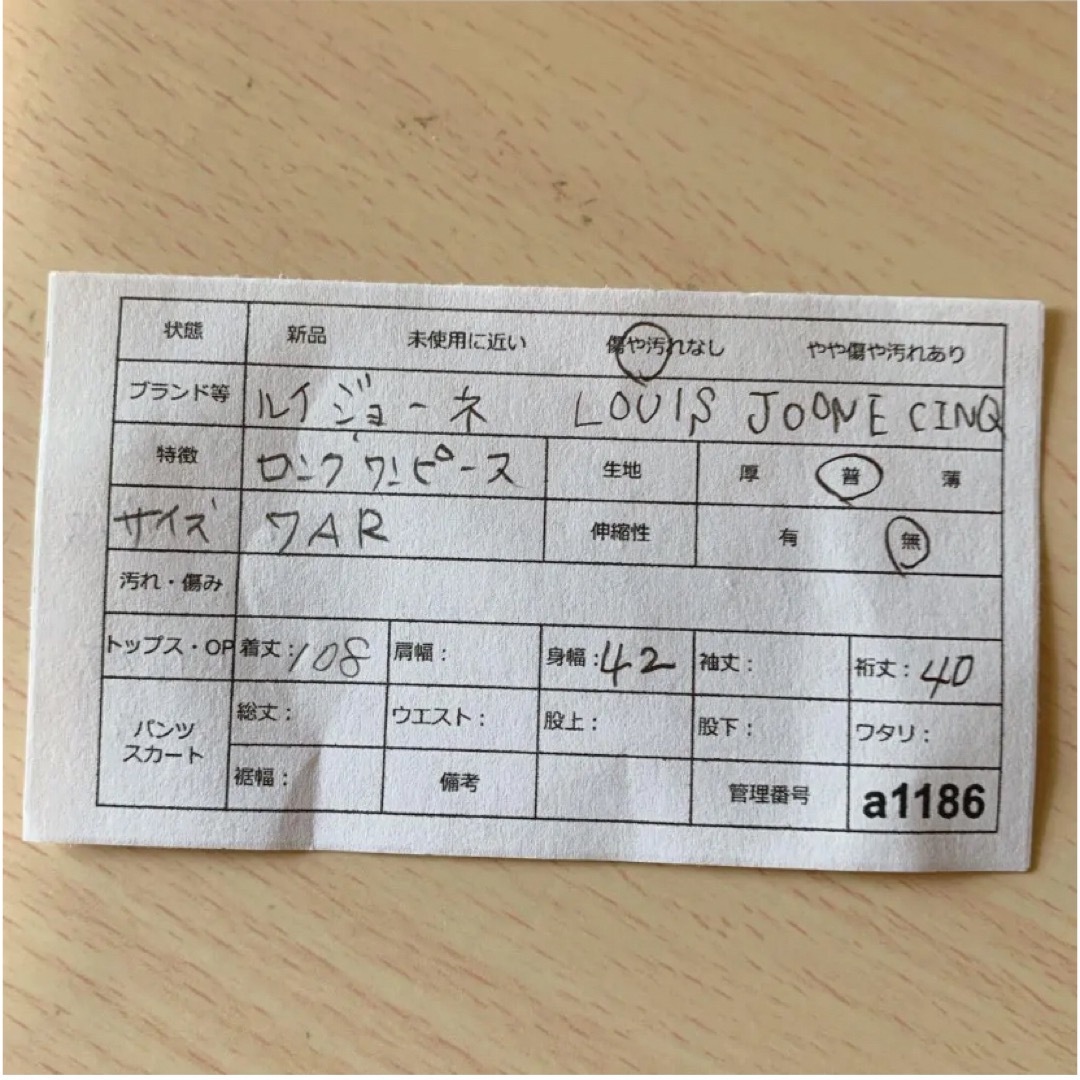 状態 新品 未使用に近い 傷や汚れなし やや傷や汚れあり
ブランド等 ルイジョーネ LOUIS JOONE CINQ
特徴 ロングワンピース 生地 厚 普 薄
サイズ 7AR 伸縮性 有 無
汚れ・傷み
トップス・OP 着丈:108 肩幅: 身幅:42 袖丈: 裄丈:40
パンツ スカート 総丈: ウエスト: 股上: 股下: ワタリ:
裾幅: 備考 管理番号 a1186